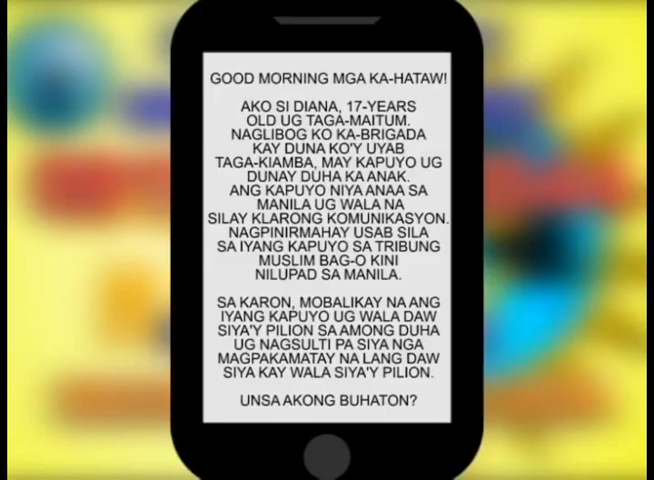 GOOD MORNING MGA KA-HATAW!
AKO SI DIANA, 17-YEARS
OLD UG TAGA-MAITUM.
NAGLIBOG KO KA-BRIGADA
KAY DUNA KO'Y UYAB
TAGA-KIAMBA, MAY KAPUYO UG
DUNAY DUHA KA ANAK.
ANG KAPUYO NIYA ANAA SA
MANILA UG WALA NA
SILAY KLARONG KOMUNIKASYON.
NAGPINIRMAHAY USAB SILA
SA IYANG KAPUYO SA TRIBUNG
MUSLIM BAG-O KINI
NILUPAD SA MANILA.
SA KARON, MOBALIKAY NA ANG
IYANG KAPUYO UG WALA DAW
SIYA'Y PILION SA AMONG DUHA
UG NAGSULTI PA SIYA NGA
MAGPAKAMATAY NA LANG DAW
SIYA KAY WALA SIYA'Y PILION.
UNSA AKONG BUHATON?